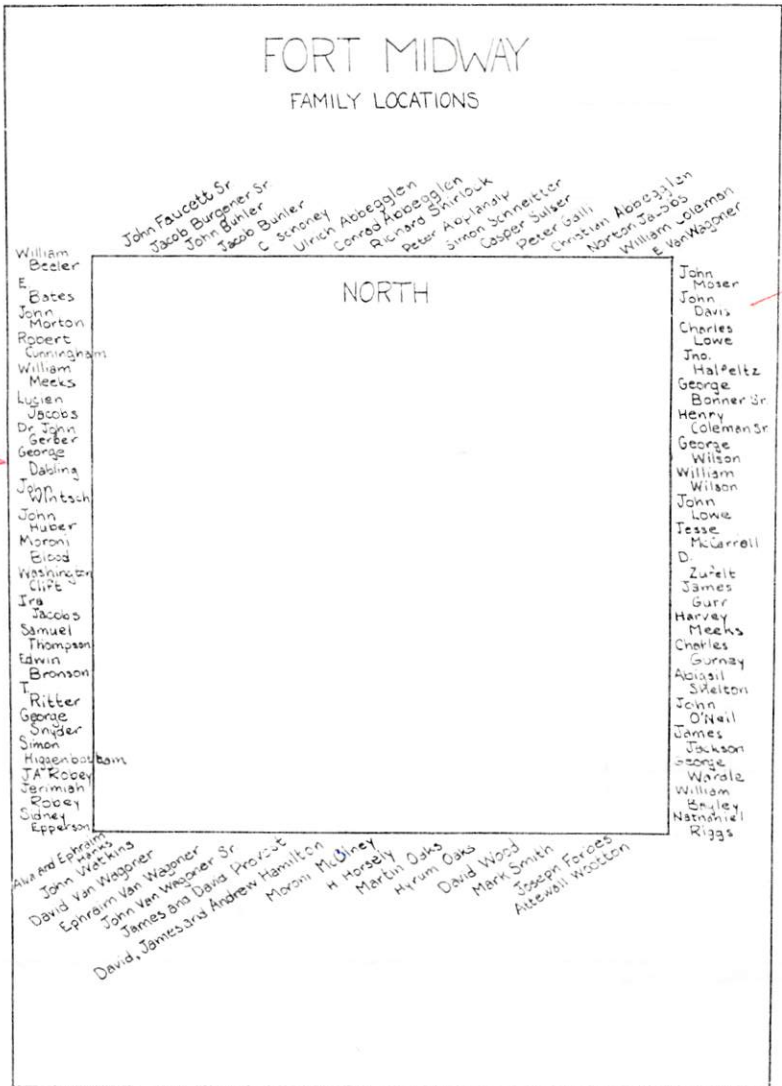 FORT MIDWAY
FAMILY LOCATIONS
John Faucett Sr
Jacob Burgener Sr.
John Buhler
Jacob Buhler
C Schoney
Ulrich Abbegglen
Conrad Abbegglen
Richard Shirlock
Peter Abplanalp
Simon Schneitter
Casper Sulser
Peter Galli
Christian Abbegglen
Norton Jacobs
William Coleman
E VanWagoner
NORTH
William
Beeler
E.
Bates
John
Morton
Robert
Cunningham
William
Meeks
Lucien
Jacobs
Dr John
Gerber
George
Dabling
John
Wintsch
John
Huber
Moroni
Blood
Washington
Clift
Ira
Jacobs
Samuel
Thompson
Edwin
Bronson
T.
Ritter
George
Snyder
Simon
Higgenbotham
JA Robey
Jerimiah
Robey
Sidney
Epperson
John
Moser
John
Davis
Charles
Lowe
Jno.
Halfeltz
George
Bonner Sr.
Henry
Coleman Sr
George
Wilson
William
Wilson
John
Lowe
Jesse
McCarroll
D.
Zufelt
James
Gurr
Harvey
Meeks
Charles
Gurnay
Abigail
Shelton
John
O'Neil
James
Jackson
George
Wardle
William
Bayley
Nathaniel
Riggs
Alva And Ephraim
Hanks
John Watkins
David Van Wagoner
Ephraim Van Wagoner
John Van Wagoner Sr
James and David Provost
David, James and Andrew Hamilton
Moroni McOlney
H Horsely
Martin Oaks
Hyrum Oaks
David Wood
Mark Smith
Joseph Forbes
Attewall Wootton